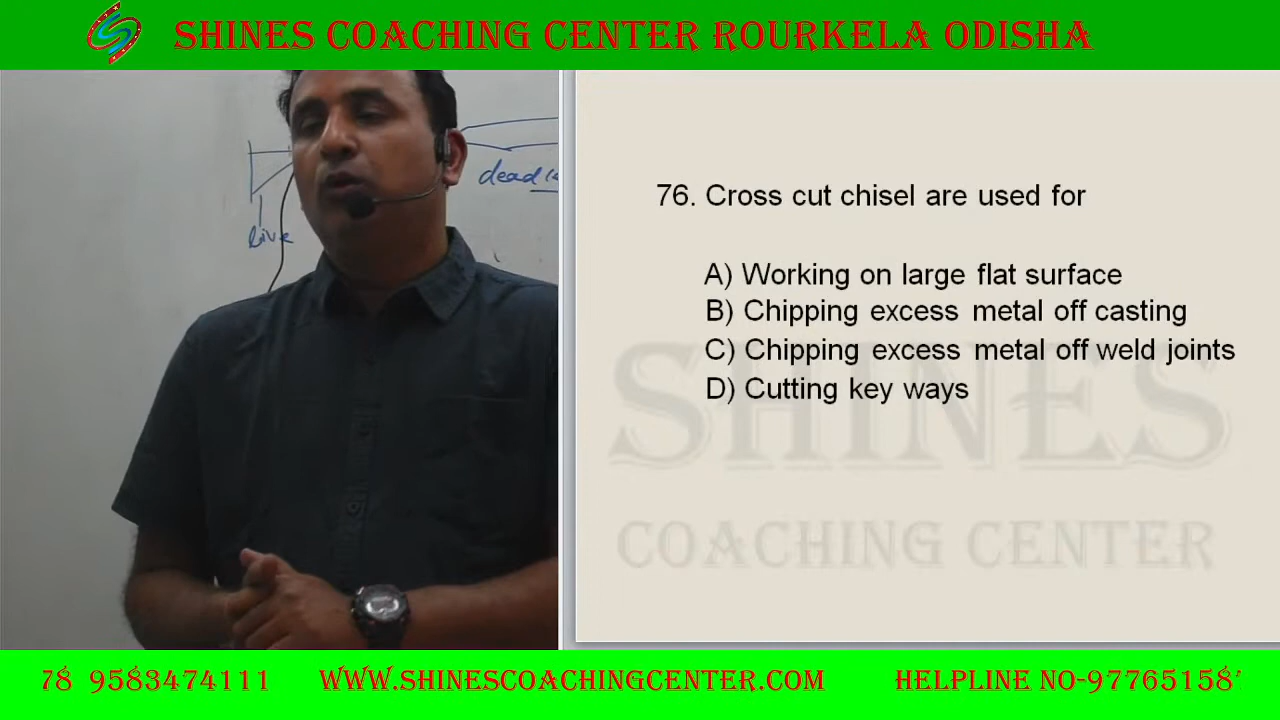 SHINES COACHING CENTER ROURKELA ODISHA
live
dead
76. Cross cut chisel are used for
A) Working on large flat surface
B) Chipping excess metal off casting
C) Chipping excess metal off weld joints
D) Cutting key ways
SHINES
COACHING CENTER
78 9583474111 WWW.SHINESCOACHINGCENTER.COM HELPLINE NO-97765158